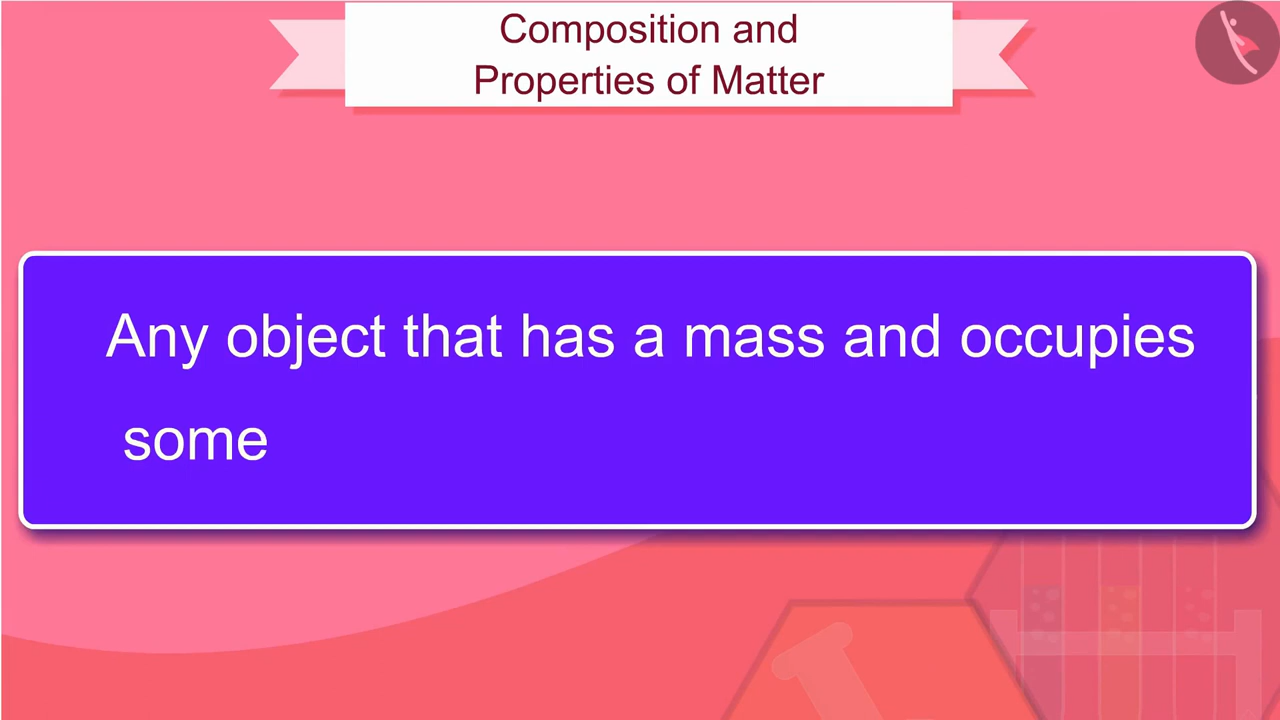 Composition and
Properties of Matter
Any object that has a mass and occupies
some